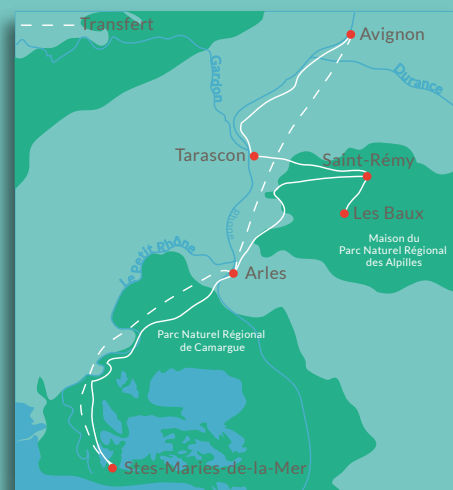 Transfert
Avignon
Gardon
Durance
Tarascon
Saint-Rémy
Les Baux
Rhône
Maison du
Parc Naturel Régional
des Alpilles
Le petit Rhône
Arles
Parc Naturel Régional
de Camargue
Stes-Maries-de-la-Mer